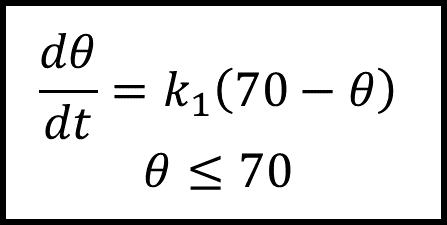 dθ/dt = k₁(70 − θ)
θ ≤ 70